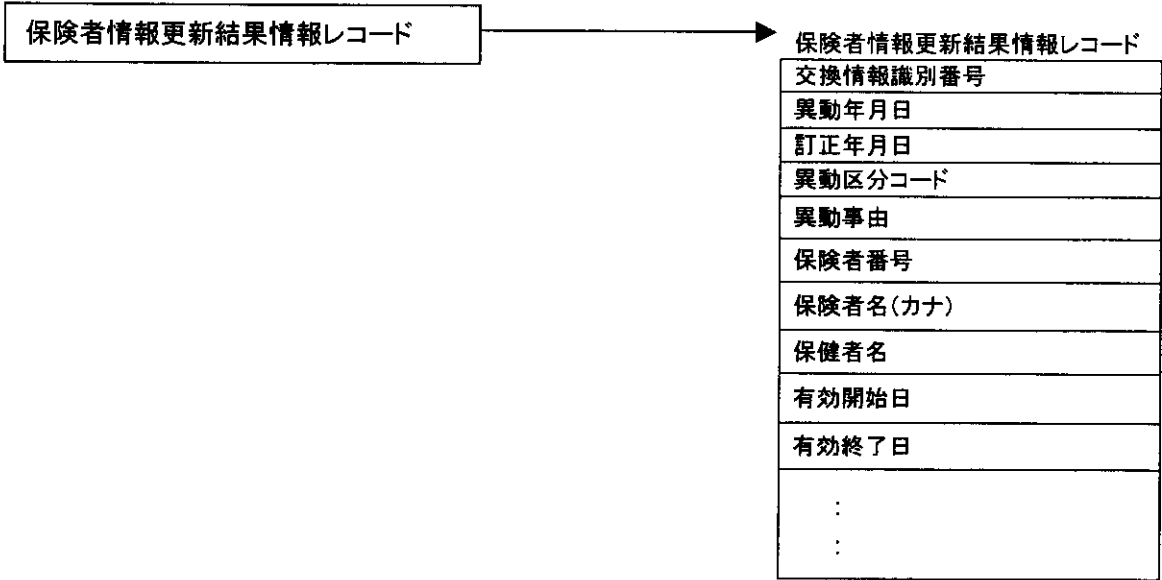 保険者情報更新結果情報レコード
保険者情報更新結果情報レコード
交換情報識別番号
異動年月日
訂正年月日
異動区分コード
異動事由
保険者番号
保険者名(カナ)
保健者名
有効開始日
有効終了日
:
: